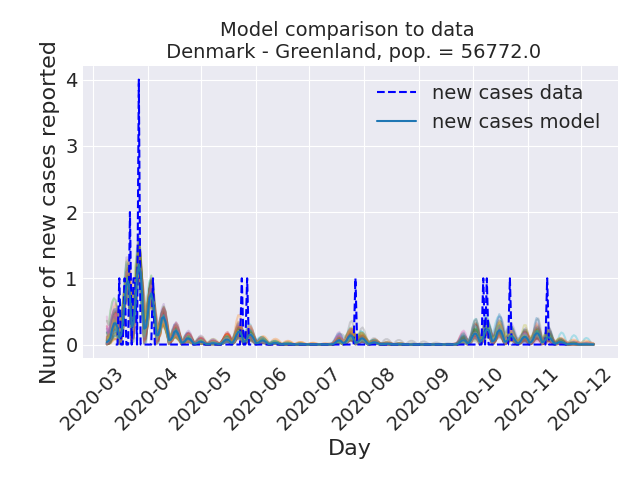 Model comparison to data
Denmark - Greenland, pop. = 56772.0
Number of new cases reported
4
3
2
1
0
new cases data
new cases model
2020-03
2020-04
2020-05
2020-06
2020-07
2020-08
2020-09
2020-10
2020-11
2020-12
Day